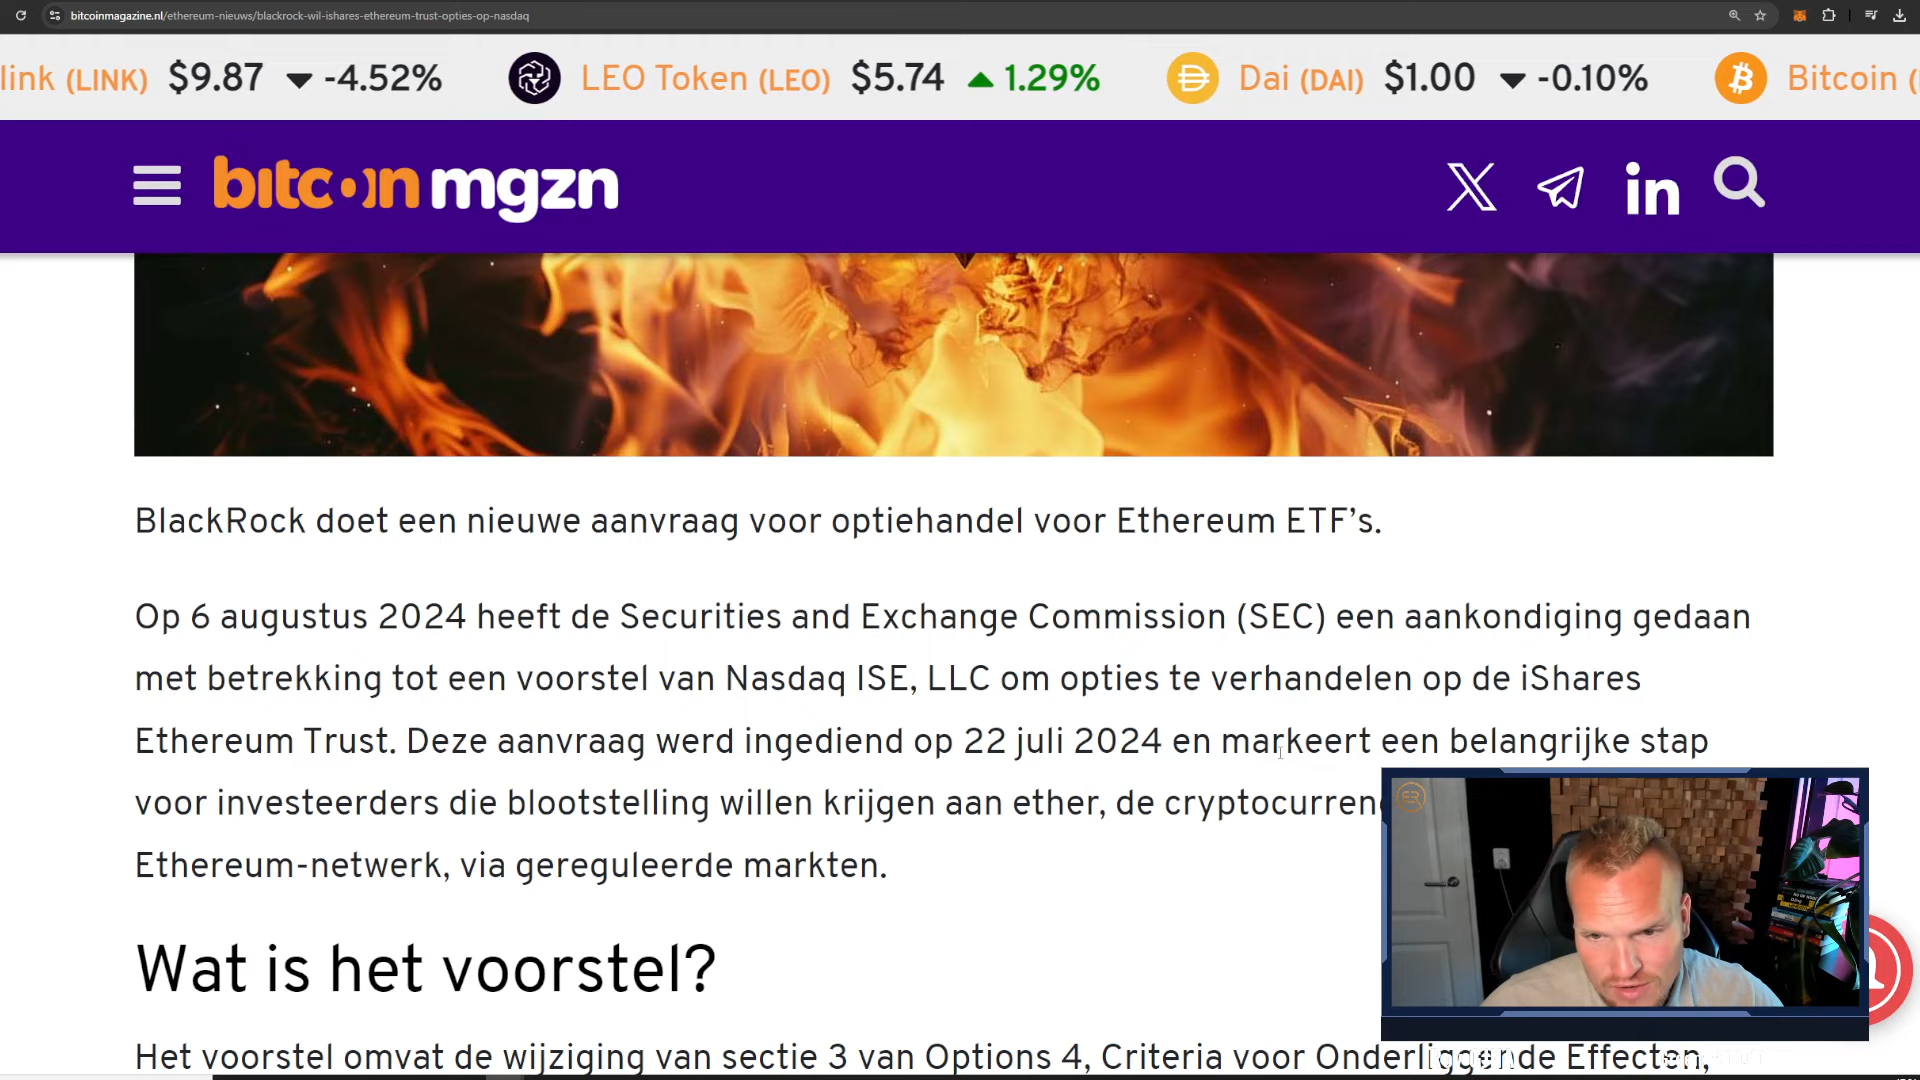 bitcoinmagazine.nl/ethereum-nieuws/blackrock-wil-ishares-ethereum-trust-opties-op-nasdaq
link (LINK) $9.87 -4.52% LEO Token (LEO) $5.74 1.29% Dai (DAI) $1.00 -0.10% Bitcoin (
bitcoin mgzn
BlackRock doet een nieuwe aanvraag voor optiehandel voor Ethereum ETF’s.
Op 6 augustus 2024 heeft de Securities and Exchange Commission (SEC) een aankondiging gedaan
met betrekking tot een voorstel van Nasdaq ISE, LLC om opties te verhandelen op de iShares
Ethereum Trust. Deze aanvraag werd ingediend op 22 juli 2024 en markeert een belangrijke stap
voor investeerders die blootstelling willen krijgen aan ether, de cryptocurren
Ethereum-netwerk, via gereguleerde markten.
Wat is het voorstel?
Het voorstel omvat de wijziging van sectie 3 van Options 4, Criteria voor Onderliggende Effecten,